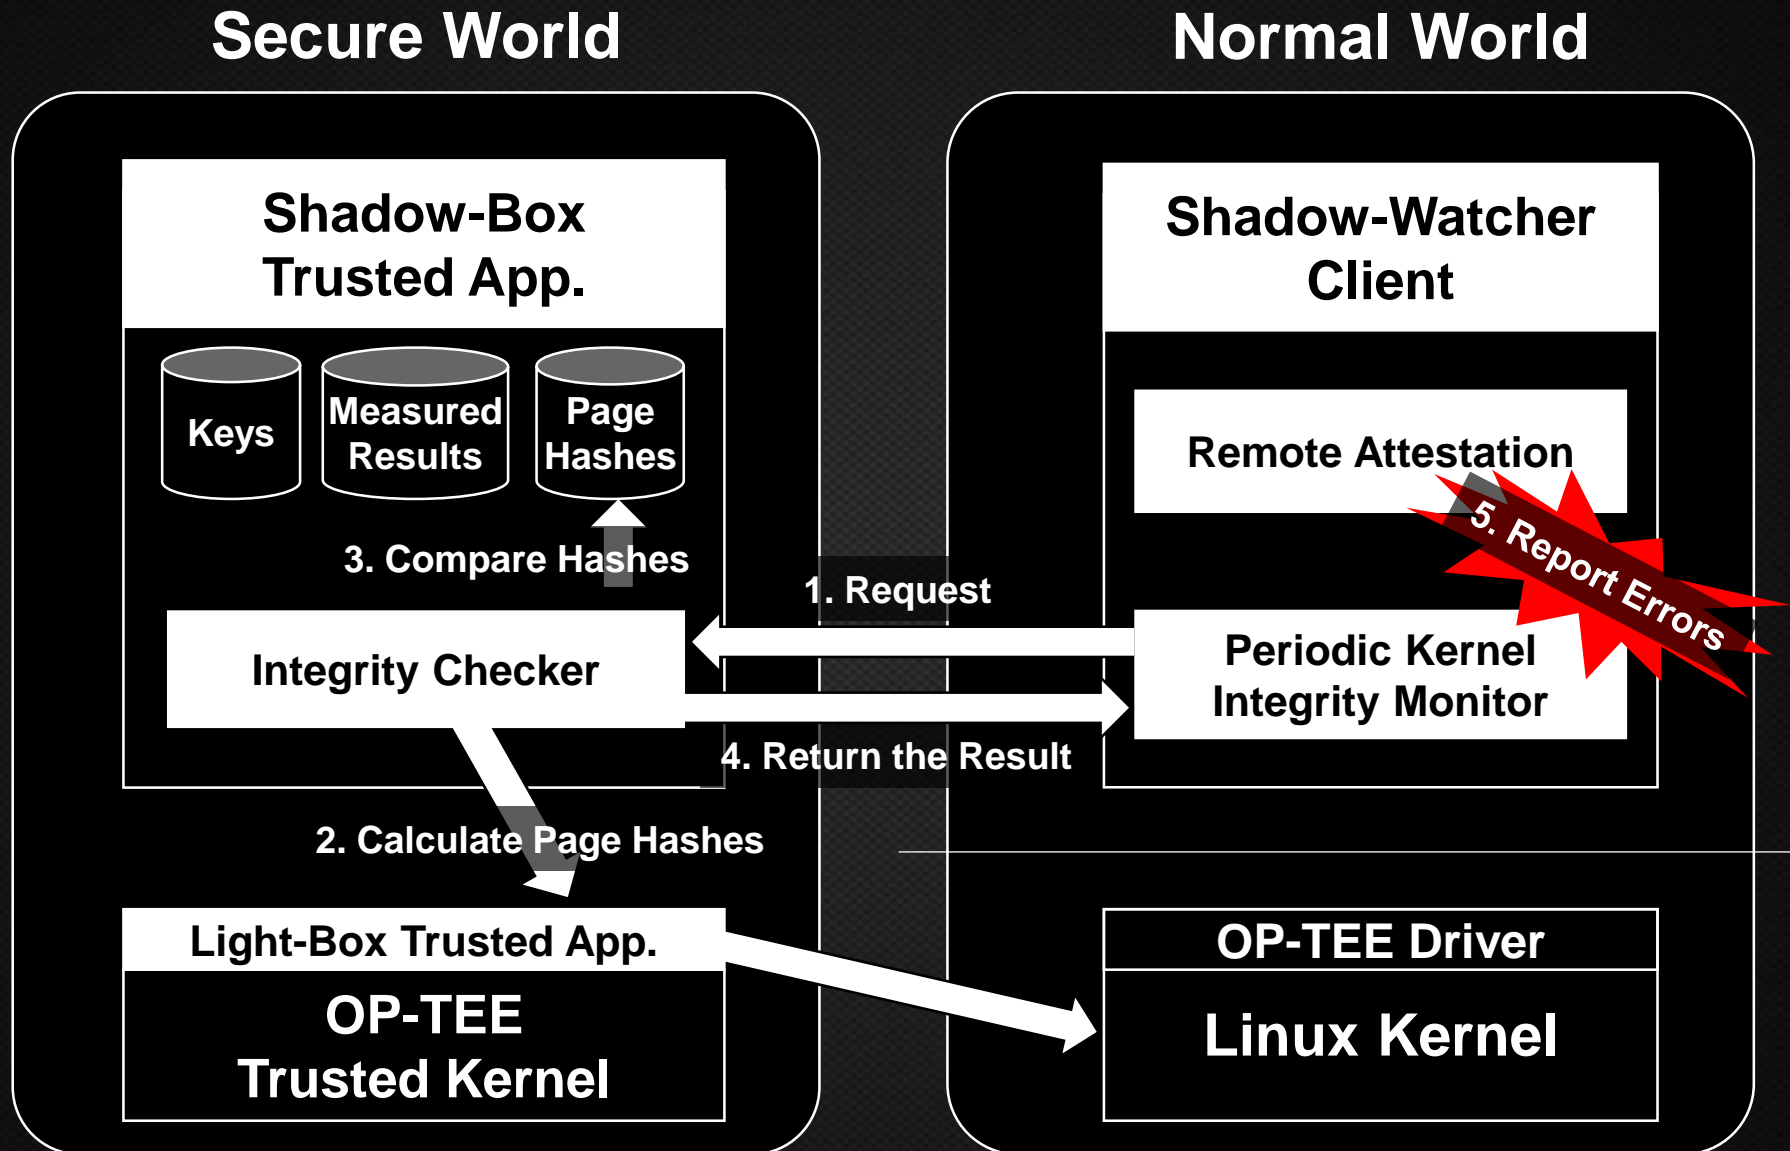 Secure World
Normal World
Shadow-Box
Trusted App.
Keys
Measured
Results
Page
Hashes
3. Compare Hashes
Integrity Checker
2. Calculate Page Hashes
Light-Box Trusted App.
OP-TEE
Trusted Kernel
1. Request
4. Return the Result
Shadow-Watcher
Client
Remote Attestation
5. Report Errors
Periodic Kernel
Integrity Monitor
OP-TEE Driver
Linux Kernel